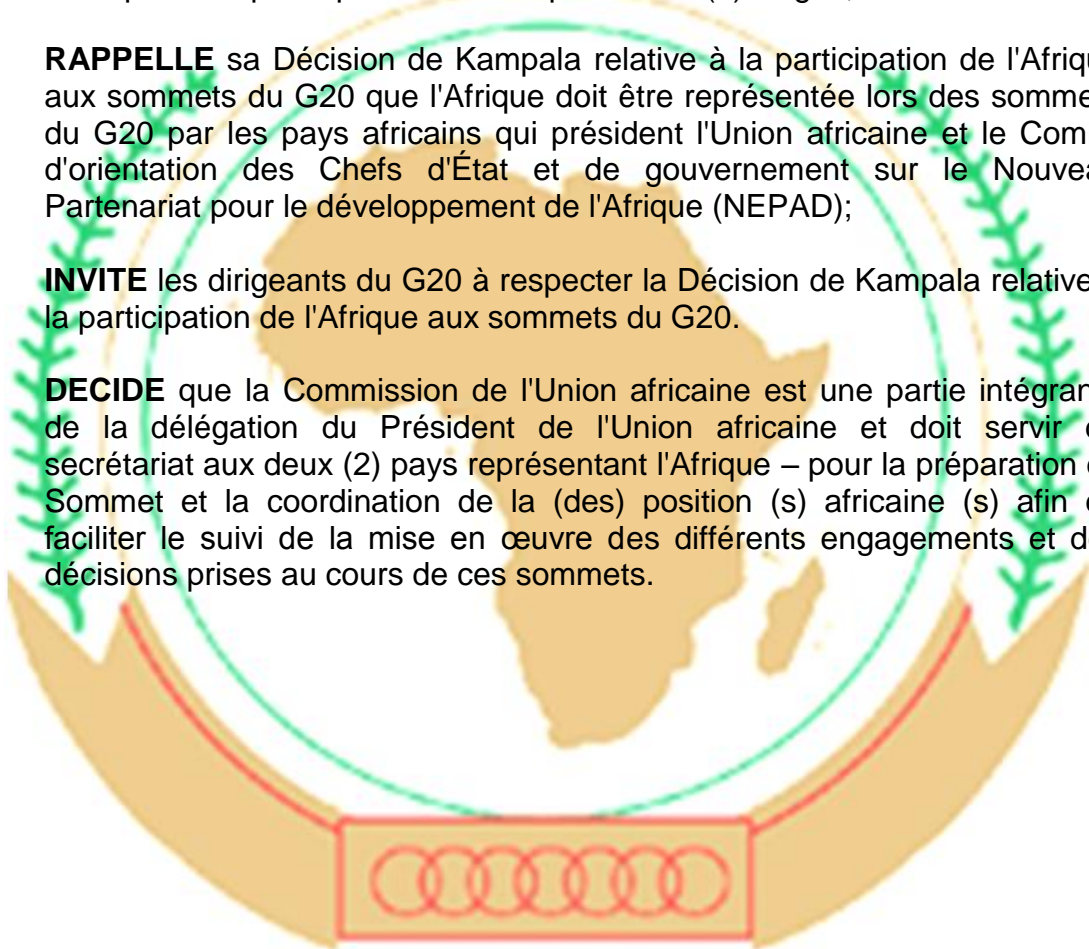 RAPPELLE sa Décision de Kampala relative à la participation de l'Afriqu
aux sommets du G20 que l'Afrique doit être représentée lors des somme
du G20 par les pays africains qui président l'Union africaine et le Com
d'orientation des Chefs d'État et de gouvernement sur le Nouvea
Partenariat pour le développement de l'Afrique (NEPAD);
INVITE les dirigeants du G20 à respecter la Décision de Kampala relative
la participation de l'Afrique aux sommets du G20.
DECIDE que la Commission de l'Union africaine est une partie intégran
de la délégation du Président de l'Union africaine et doit servir
secrétariat aux deux (2) pays représentant l'Afrique – pour la préparation
Sommet et la coordination de la (des) position (s) africaine (s) afin
faciliter le suivi de la mise en œuvre des différents engagements et de
décisions prises au cours de ces sommets.